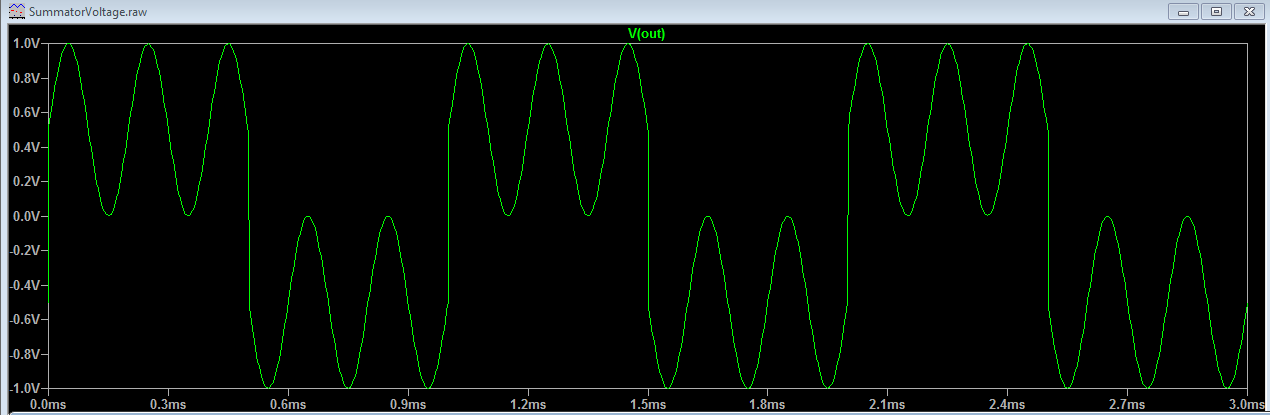 SummatorVoltage.raw
V(out)
1.0V
0.8V
0.6V
0.4V
0.2V
0.0V
-0.2V
-0.4V
-0.6V
-0.8V
-1.0V
0.0ms 0.3ms 0.6ms 0.9ms 1.2ms 1.5ms 1.8ms 2.1ms 2.4ms 2.7ms 3.0ms